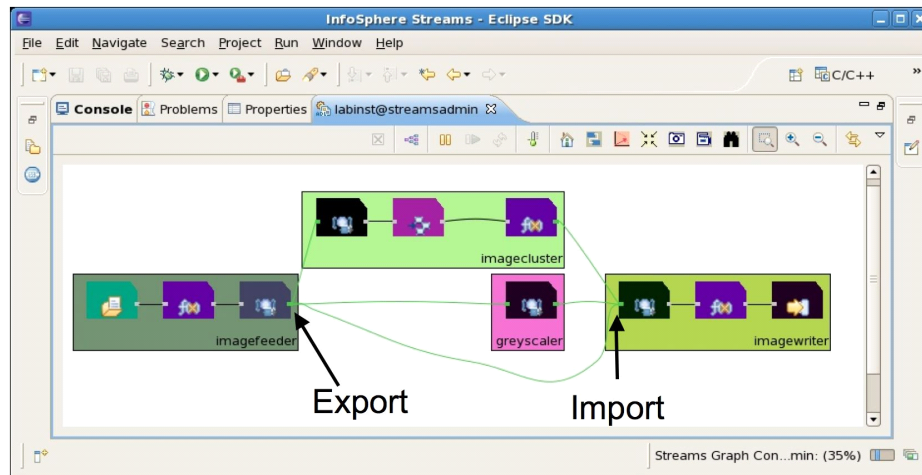 InfoSphere Streams - Eclipse SDK
File Edit Navigate Search Project Run Window Help
C/C++ »
Console Problems Properties labinst@streamsadmin
imagecluster
imagefeeder
greyscaler
imagewriter
Export
Import
Streams Graph Con...min: (35%)